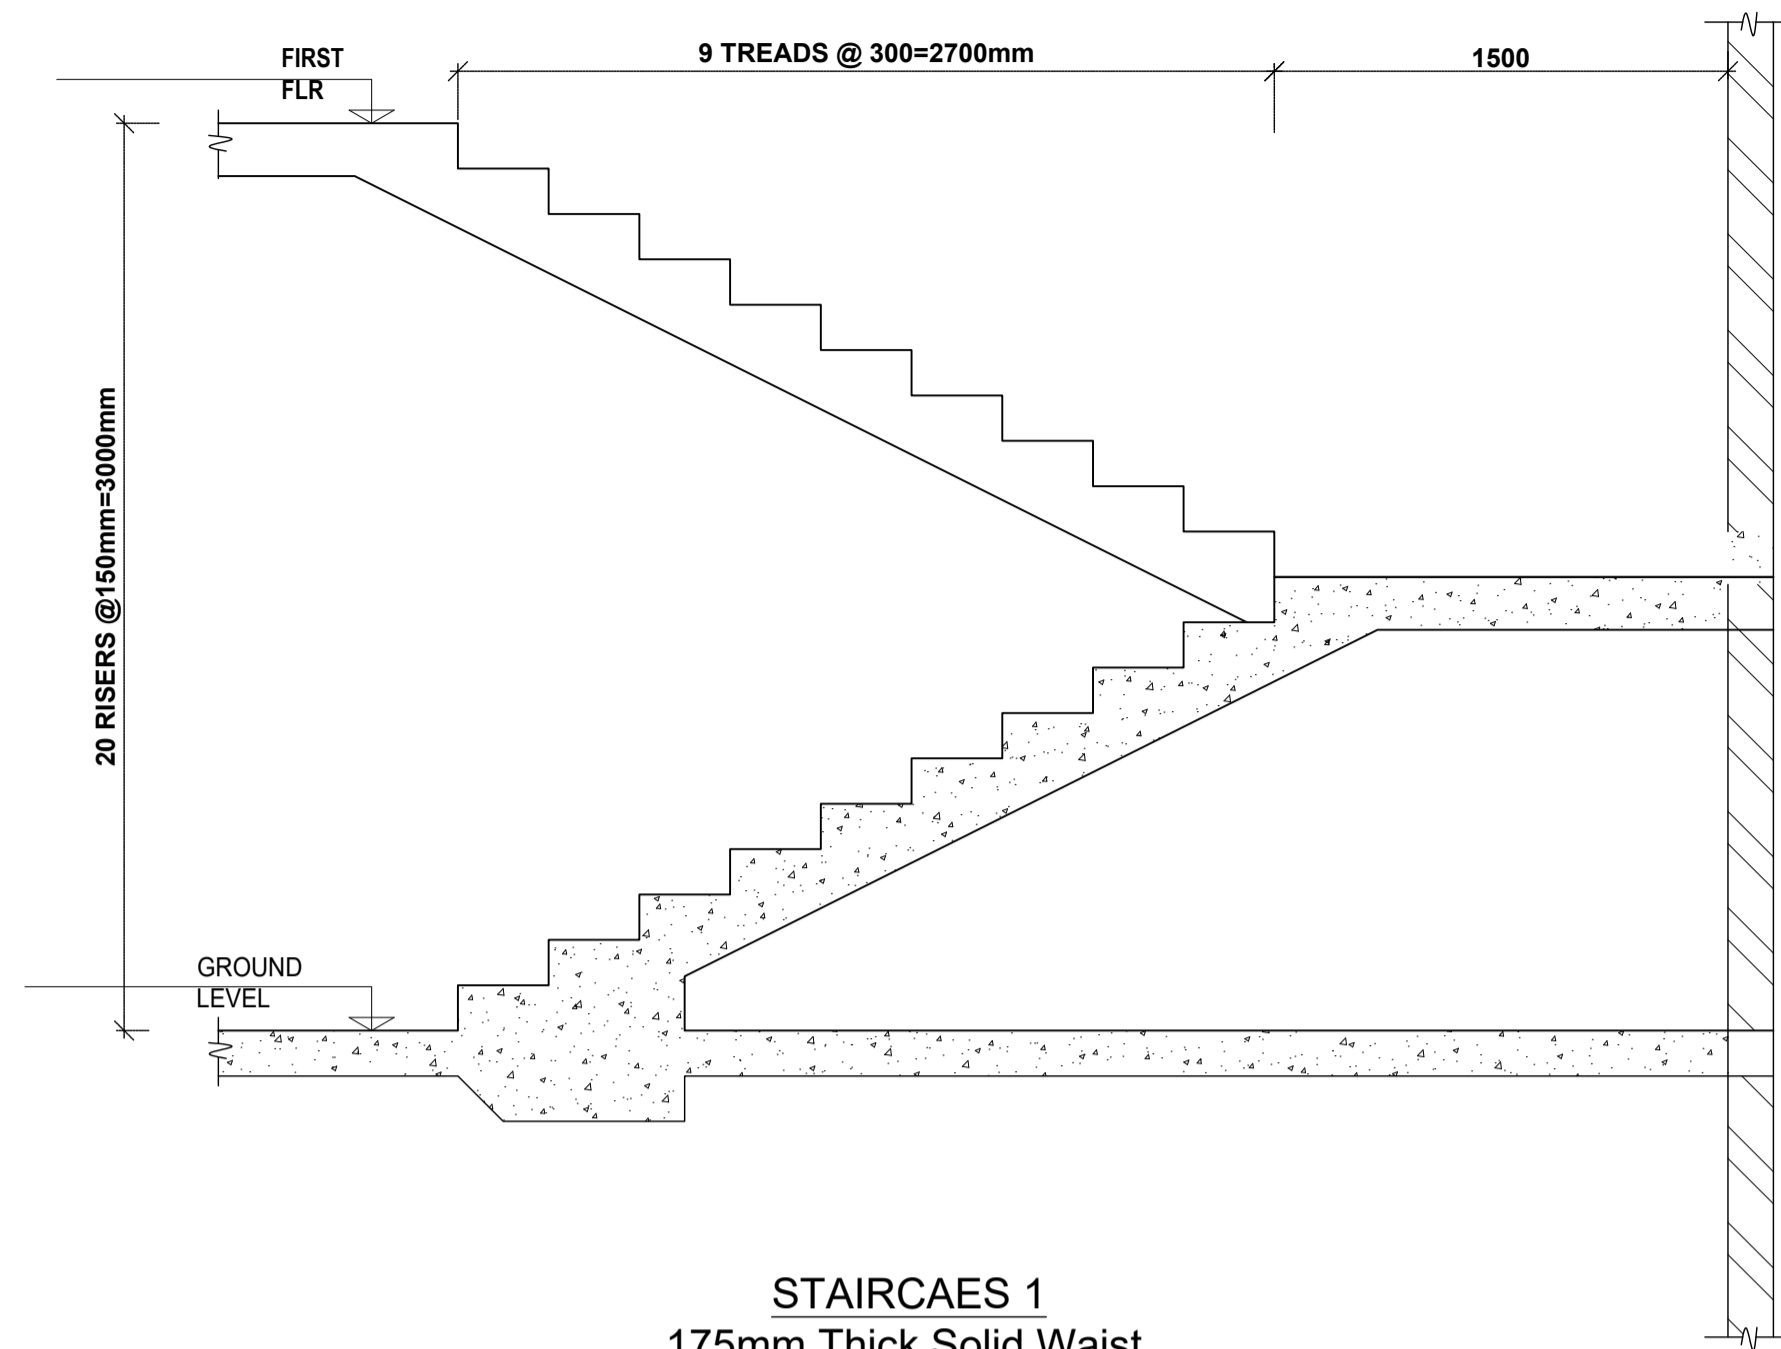 FIRST
FLR
9 TREADS @ 300=2700mm
1500
20 RISERS @150mm=3000mm
GROUND
LEVEL
STAIRCAES 1
175mm Thick Solid Waist